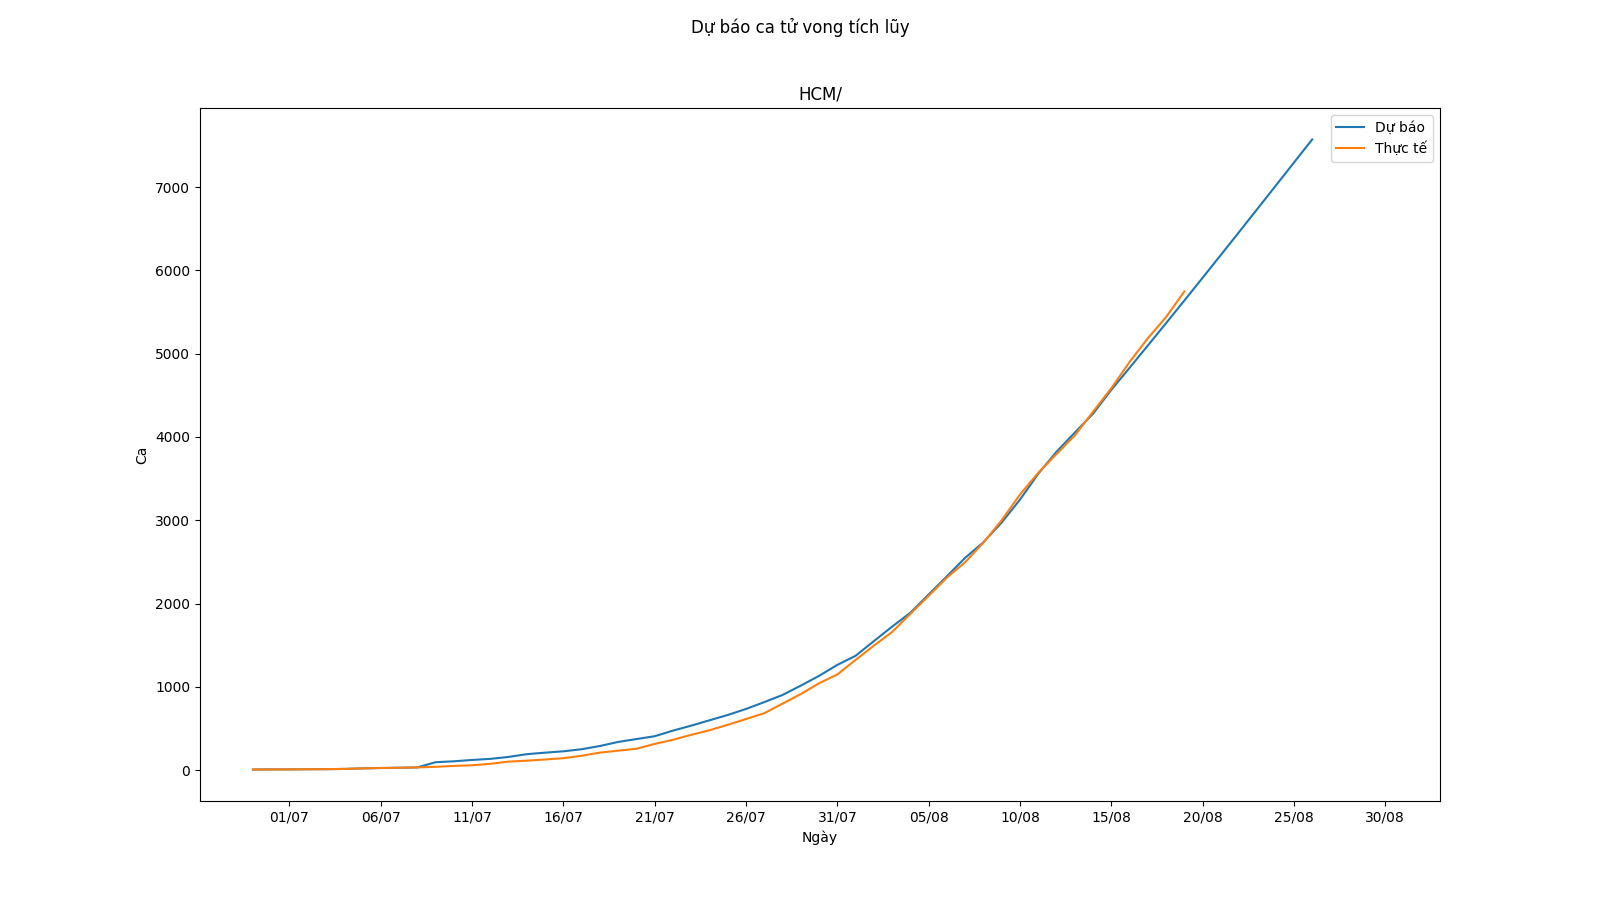 Dự báo ca tử vong tích lũy
HCM/
Dự báo
Thực tế
7000
6000
5000
4000
3000
2000
1000
0
Ca
01/07 06/07 11/07 16/07 21/07 26/07 31/07 05/08 10/08 15/08 20/08 25/08 30/08
Ngày